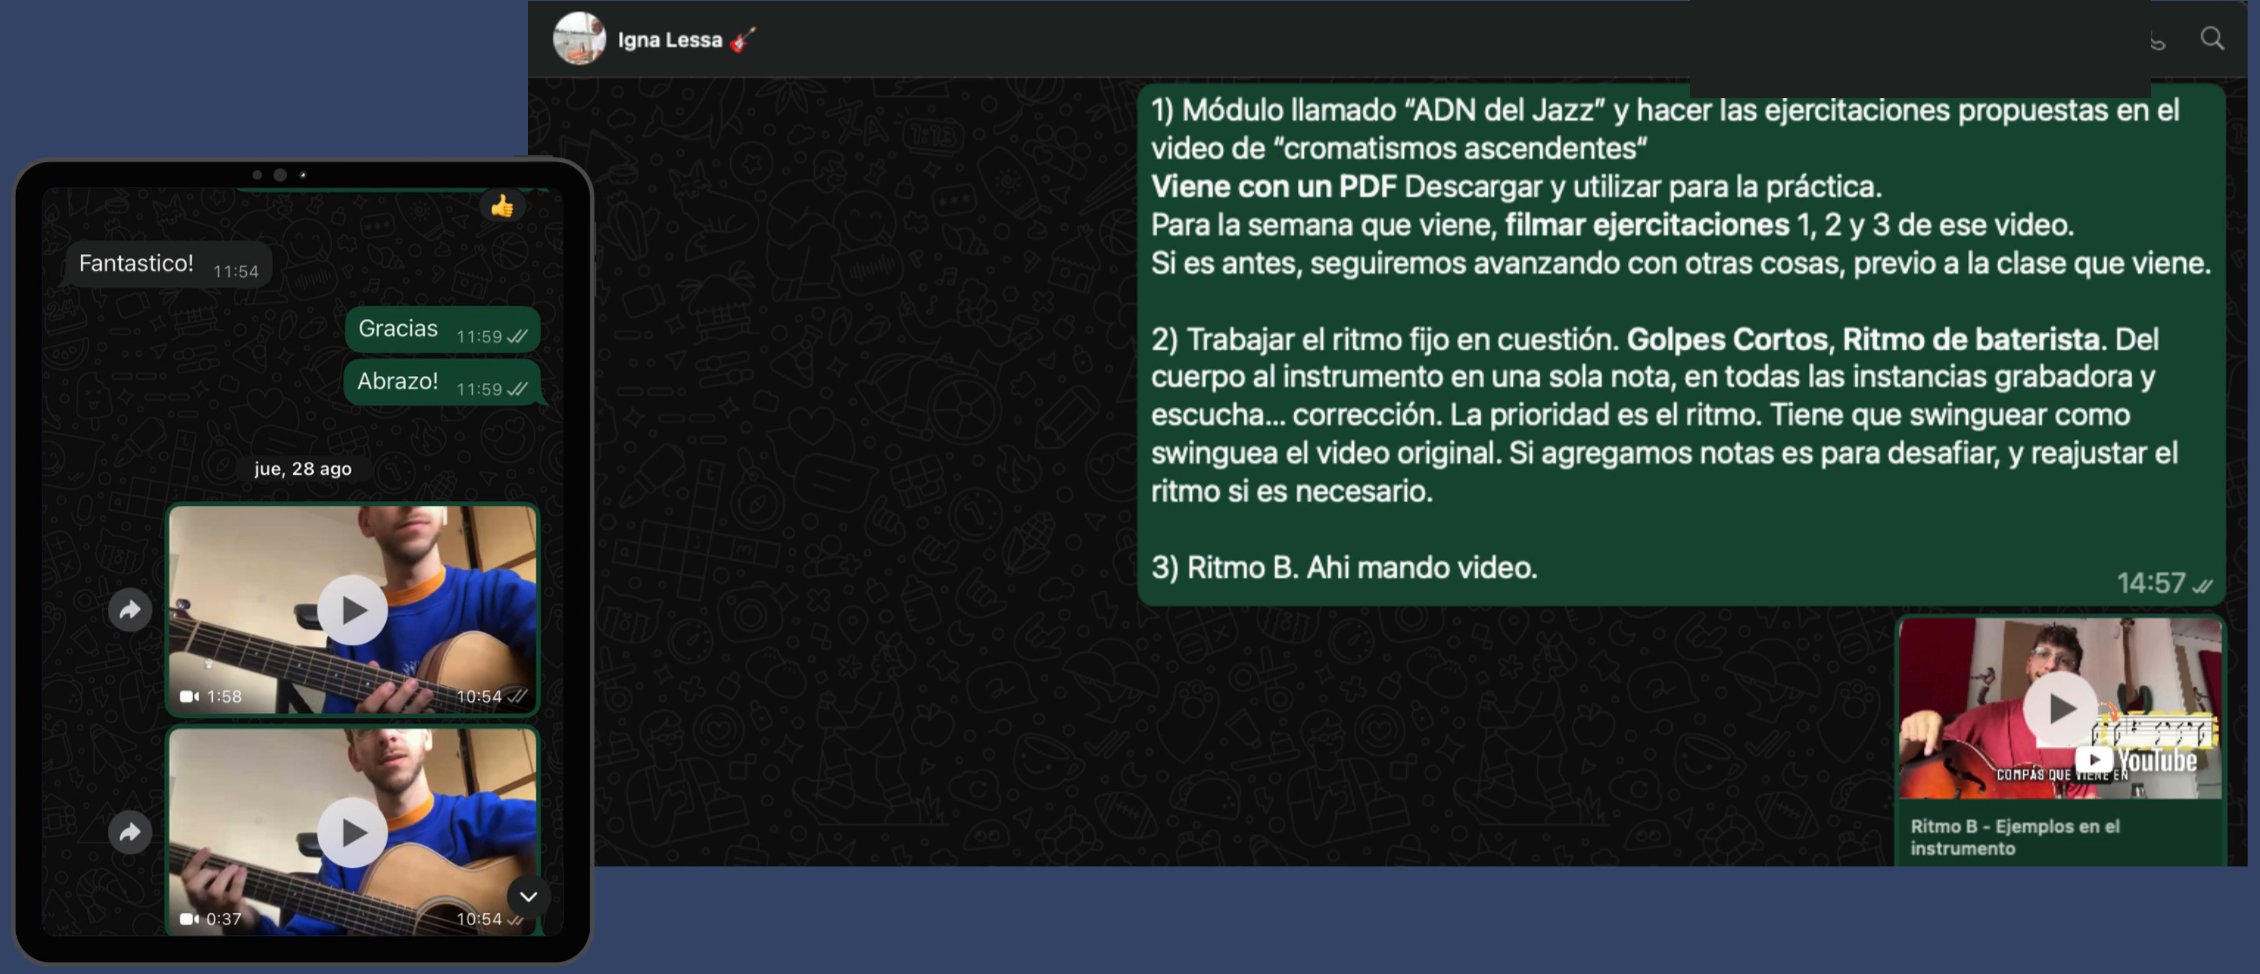 Igna Lessa 🎸
1) Módulo llamado “ADN del Jazz” y hacer las ejercitaciones propuestas en el
video de “cromatismos ascendentes“
Viene con un PDF Descargar y utilizar para la práctica.
Para la semana que viene, filmar ejercitaciones 1, 2 y 3 de ese video.
Si es antes, seguiremos avanzando con otras cosas, previo a la clase que viene.
2) Trabajar el ritmo fijo en cuestión. Golpes Cortos, Ritmo de baterista. Del
cuerpo al instrumento en una sola nota, en todas las instancias grabadora y
escucha... corrección. La prioridad es el ritmo. Tiene que swinguear como
swinguea el video original. Si agregamos notas es para desafiar, y reajustar el
ritmo si es necesario.
3) Ritmo B. Ahi mando video.
14:57
COMPÁS QUE VIENE EN
YouTube
Ritmo B - Ejemplos en el
instrumento
👍
Fantastico! 11:54
Gracias 11:59
Abrazo! 11:59
jue, 28 ago
1:58 10:54
0:37 10:54